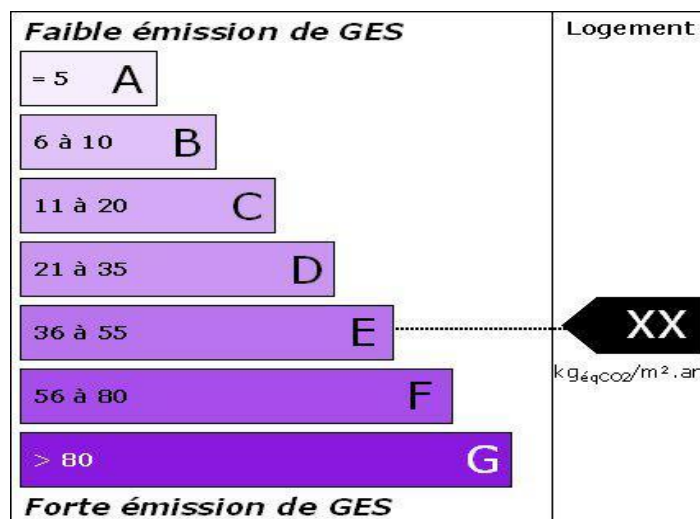 Faible émission de GES
Logement
= 5 A
6 à 10 B
11 à 20 C
21 à 35 D
36 à 55 E
XX
kgéqCO2/m².an
56 à 80 F
> 80 G
Forte émission de GES